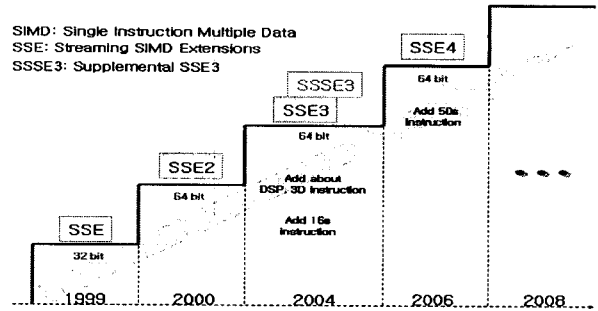 SIMD: Single Instruction Multiple Data
SSE: Streaming SIMD Extensions
SSSE3: Supplemental SSE3
SSE4
64 bit
Add 50s
Instruction
SSSE3
SSE3
64 bit
Add about
DSP, 3D Instruction
Add 16s
Instruction
SSE2
64 bit
SSE
32 bit
1999
2000
2004
2006
2008